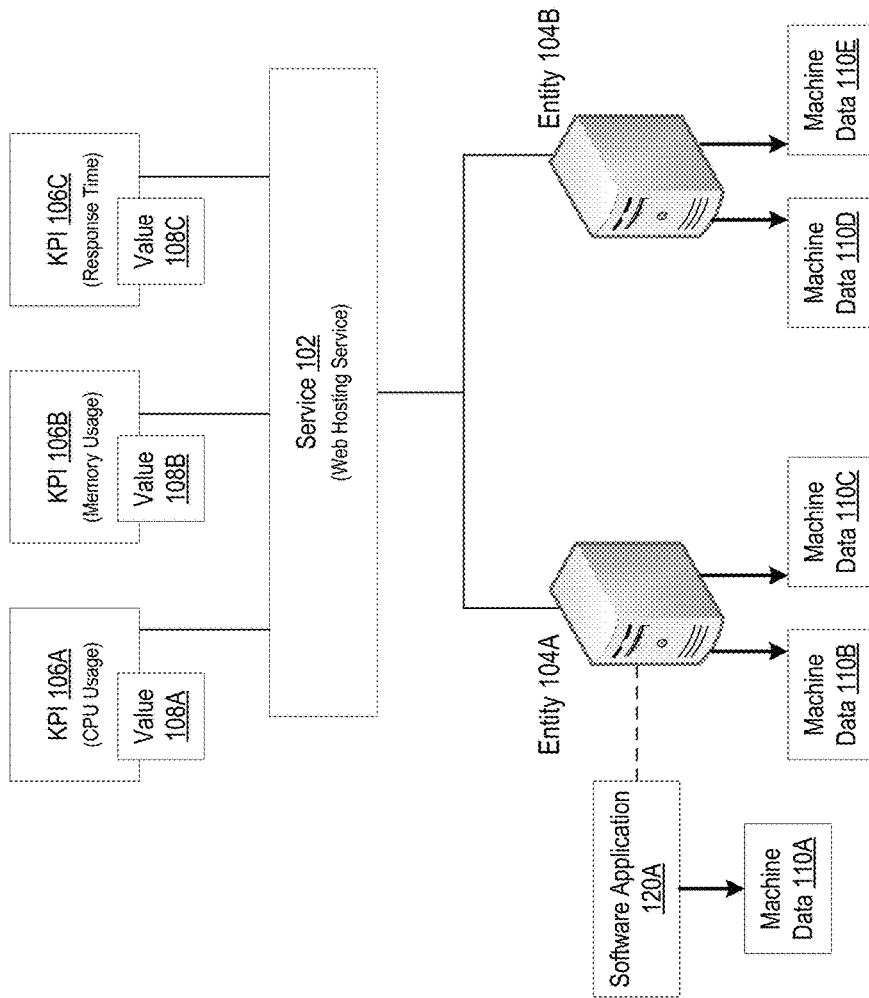 KPI 106A
(CPU Usage)
Value
108A
KPI 106B
(Memory Usage)
Value
108B
KPI 106C
(Response Time)
Value
108C
Service 102
(Web Hosting Service)
Entity 104A
Entity 104B
Software Application
120A
Machine
Data 110A
Machine
Data 110B
Machine
Data 110C
Machine
Data 110D
Machine
Data 110E